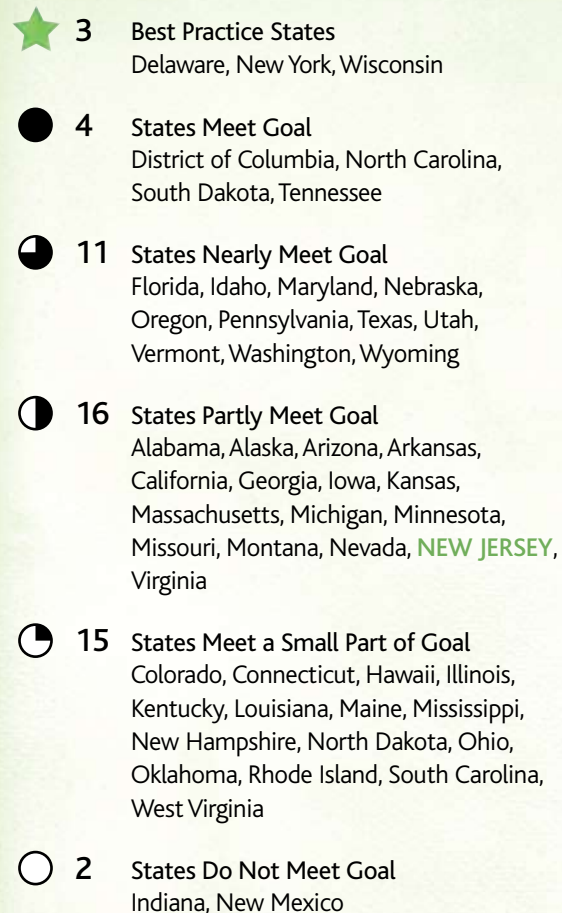 3 Best Practice States
Delaware, New York, Wisconsin
4 States Meet Goal
District of Columbia, North Carolina,
South Dakota, Tennessee
11 States Nearly Meet Goal
Florida, Idaho, Maryland, Nebraska,
Oregon, Pennsylvania, Texas, Utah,
Vermont, Washington, Wyoming
16 States Partly Meet Goal
Alabama, Alaska, Arizona, Arkansas,
California, Georgia, Iowa, Kansas,
Massachusetts, Michigan, Minnesota,
Missouri, Montana, Nevada, NEW JERSEY,
Virginia
15 States Meet a Small Part of Goal
Colorado, Connecticut, Hawaii, Illinois,
Kentucky, Louisiana, Maine, Mississippi,
New Hampshire, North Dakota, Ohio,
Oklahoma, Rhode Island, South Carolina,
West Virginia
2 States Do Not Meet Goal
Indiana, New Mexico